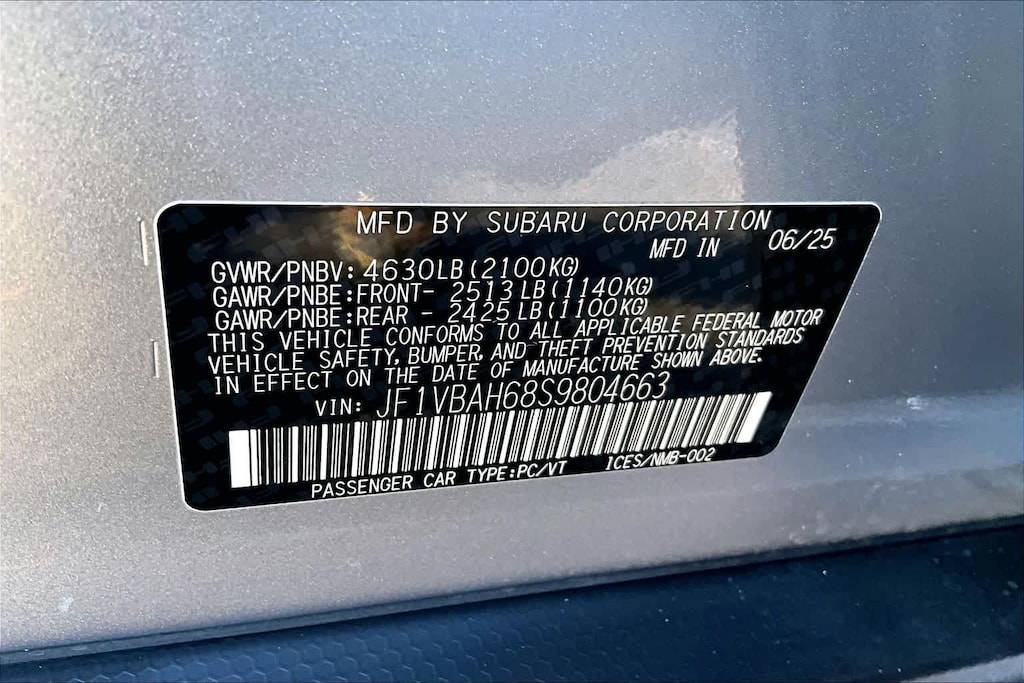 MFD BY SUBARU CORPORATION
MFD IN 06/25
GVWR/PNBV: 4630LB(2100KG)
GAWR/PNBE:FRONT- 2513LB(1140KG)
GAWR/PNBE:REAR - 2425LB(1100KG)
THIS VEHICLE CONFORMS TO ALL APPLICABLE FEDERAL MOTOR
VEHICLE SAFETY, BUMPER, AND THEFT PREVENTION STANDARDS
IN EFFECT ON THE DATE OF MANUFACTURE SHOWN ABOVE.
VIN: JF1VBAH68S9804663
PASSENGER CAR TYPE:PC/VT ICES/NMB-002